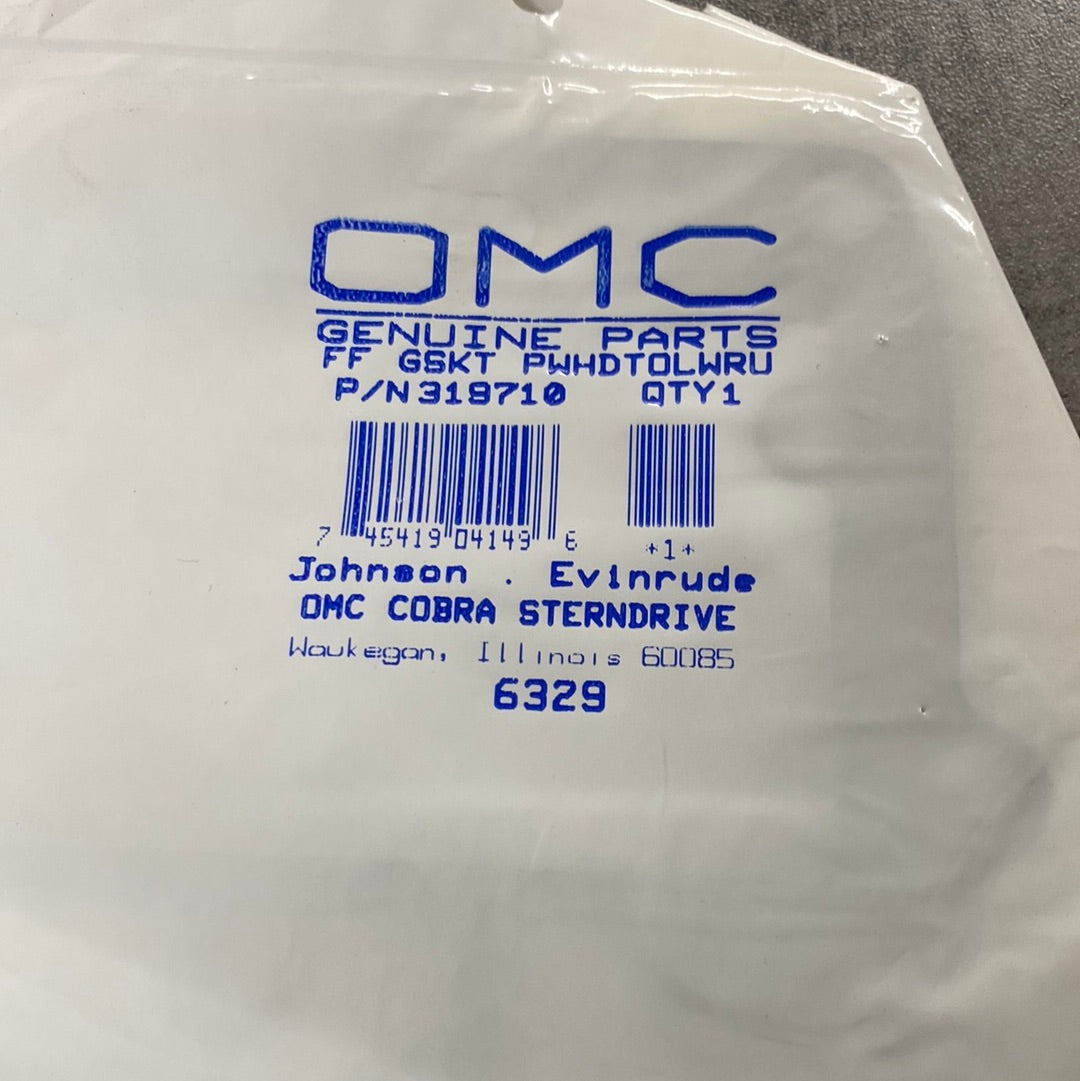 OMC
GENUINE PARTS
FF GSKT PWHDTOLWRU
P/N319710 QTY1
7 45419 04149 6 *1*
Johnson . Evinrude
OMC COBRA STERNDRIVE
Waukegan, Illinois 60085
6329